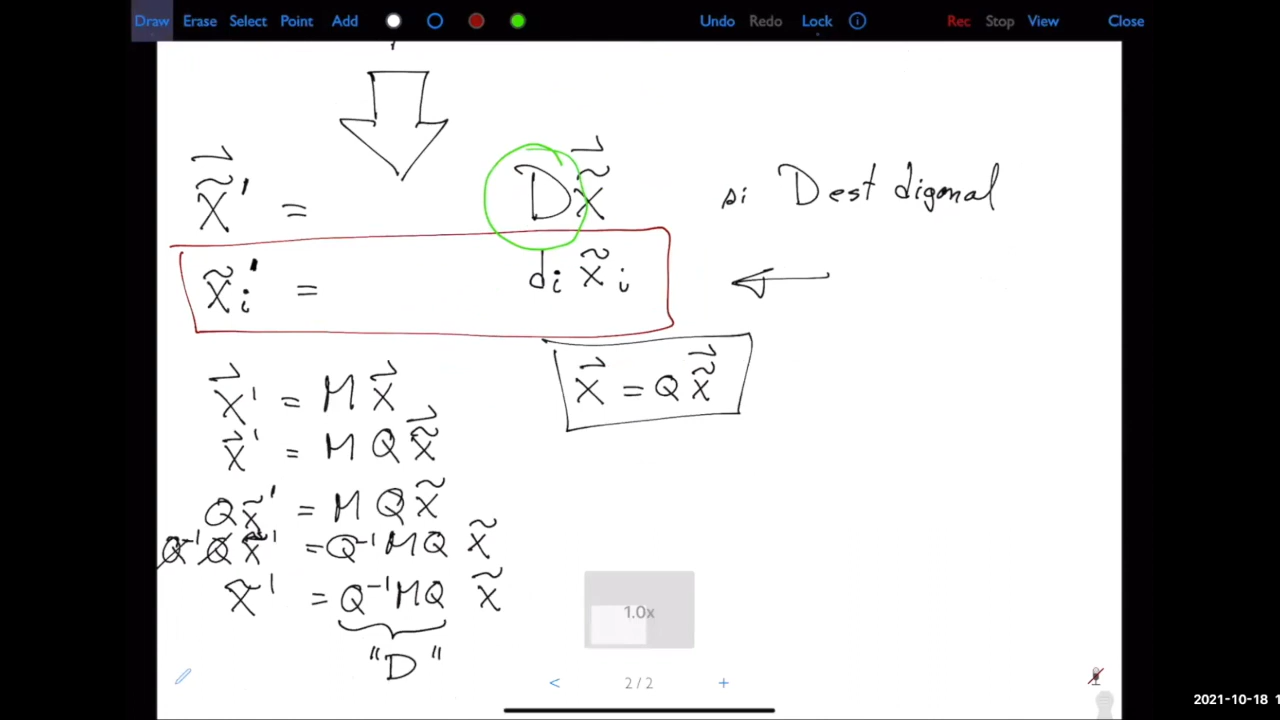 Draw Erase Select Point Add Undo Redo Lock Rec Stop View Close
x̃⃗' = D x̃⃗ si D est digonal
x̃i' = di x̃i
x⃗ = Q x̃⃗
x⃗' = M x⃗
x⃗' = M Q x̃⃗
Q x̃' = M Q x̃
Q⁻¹ Q x̃' = Q⁻¹ M Q x̃
x̃' = Q⁻¹ M Q x̃
"D"
1.0x
< 2 / 2 +
2021-10-18 1